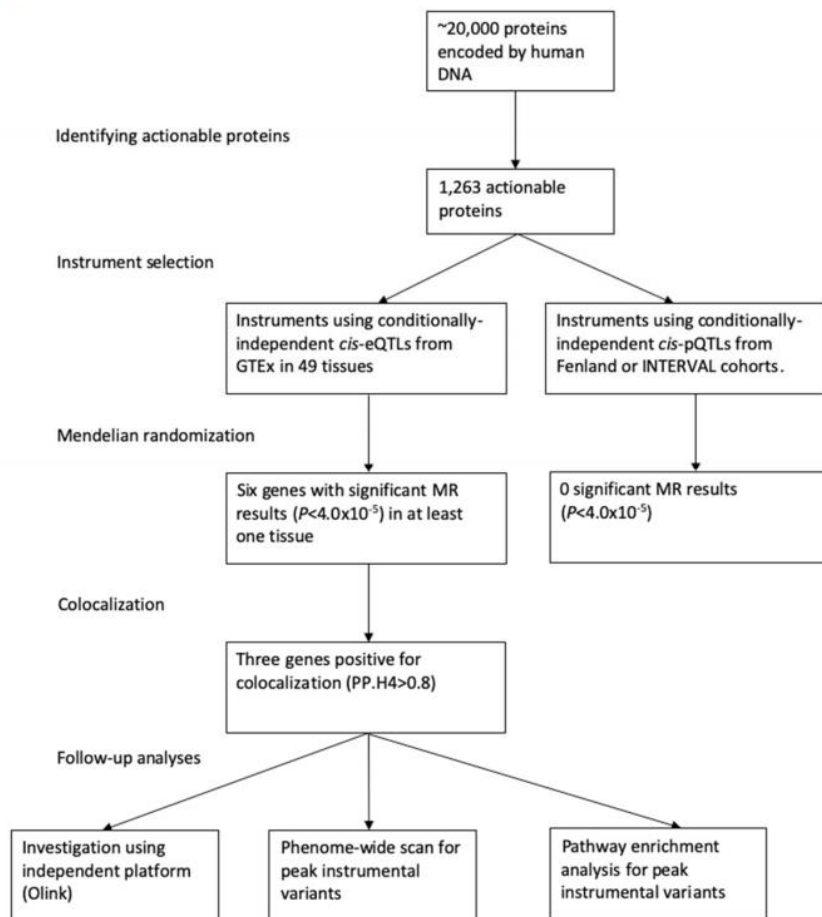 ~20,000 proteins
encoded by human
DNA
Identifying actionable proteins
1,263 actionable
proteins
Instrument selection
Instruments using conditionally-
independent cis-eQTLs from
GTEx in 49 tissues
Instruments using conditionally-
independent cis-pQTLs from
Fenland or INTERVAL cohorts.
Mendelian randomization
Six genes with significant MR
results (P<4.0x10⁻⁵) in at least
one tissue
0 significant MR results
(P<4.0x10⁻⁵)
Colocalization
Three genes positive for
colocalization (PP.H4>0.8)
Follow-up analyses
Investigation using
independent platform
(Olink)
Phenome-wide scan for
peak instrumental
variants
Pathway enrichment
analysis for peak
instrumental variants